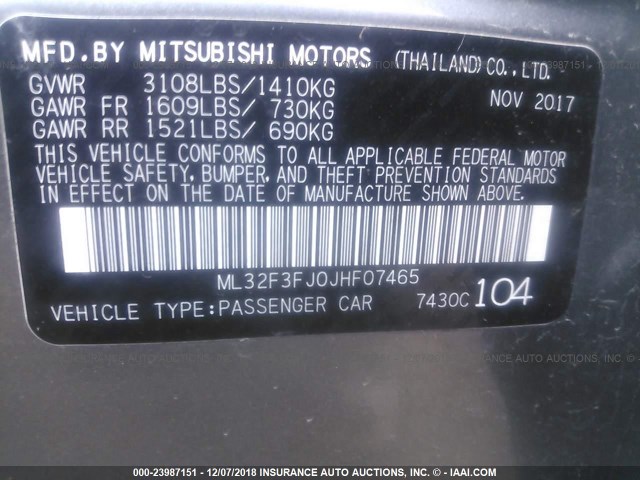 MFD.BY MITSUBISHI MOTORS (THAILAND)CO.,LTD.
GVWR 3108LBS/1410KG NOV 2017
GAWR FR 1609LBS/ 730KG
GAWR RR 1521LBS/ 690KG
THIS VEHICLE CONFORMS TO ALL APPLICABLE FEDERAL MOTOR
VEHICLE SAFETY, BUMPER, AND THEFT PREVENTION STANDARDS
IN EFFECT ON THE DATE OF MANUFACTURE SHOWN ABOVE.
ML32F3FJ0JHF07465
VEHICLE TYPE:PASSENGER CAR 7430C 104
000-23987151 - 12/07/2018 INSURANCE AUTO AUCTIONS, INC. - © IAAI.COM